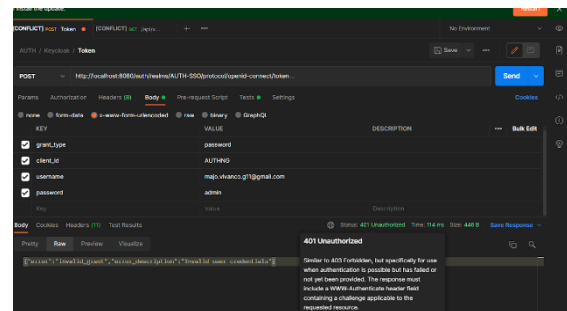 Install the update.
Restart
[CONFLICT] POST Token
[CONFLICT] GET
No Environment
AUTH / Keycloak / Token
Save
POST
http://localhost:8080/auth/realms/AUTH-SSO/protocol/openid-connect/token...
Send
Params Authorization Headers (8) Body Pre-request Script Tests Settings
Cookies
none form-data x-www-form-urlencoded raw binary GraphQL
KEY VALUE DESCRIPTION Bulk Edit
grant_type password
client_id AUTHNG
username majo.vivanco.g11@gmail.com
password admin
Key Value Description
Body Cookies Headers (11) Test Results
Status: 401 Unauthorized Time: 114 ms Size: 446 B Save Response
Pretty Raw Preview Visualize
{"error":"invalid_grant","error_description":"Invalid user credentials"}
401 Unauthorized
Similar to 403 Forbidden, but specifically for use
when authentication is possible but has failed or
not yet been provided. The response must
include a WWW-Authenticate header field
containing a challenge applicable to the
requested resource.